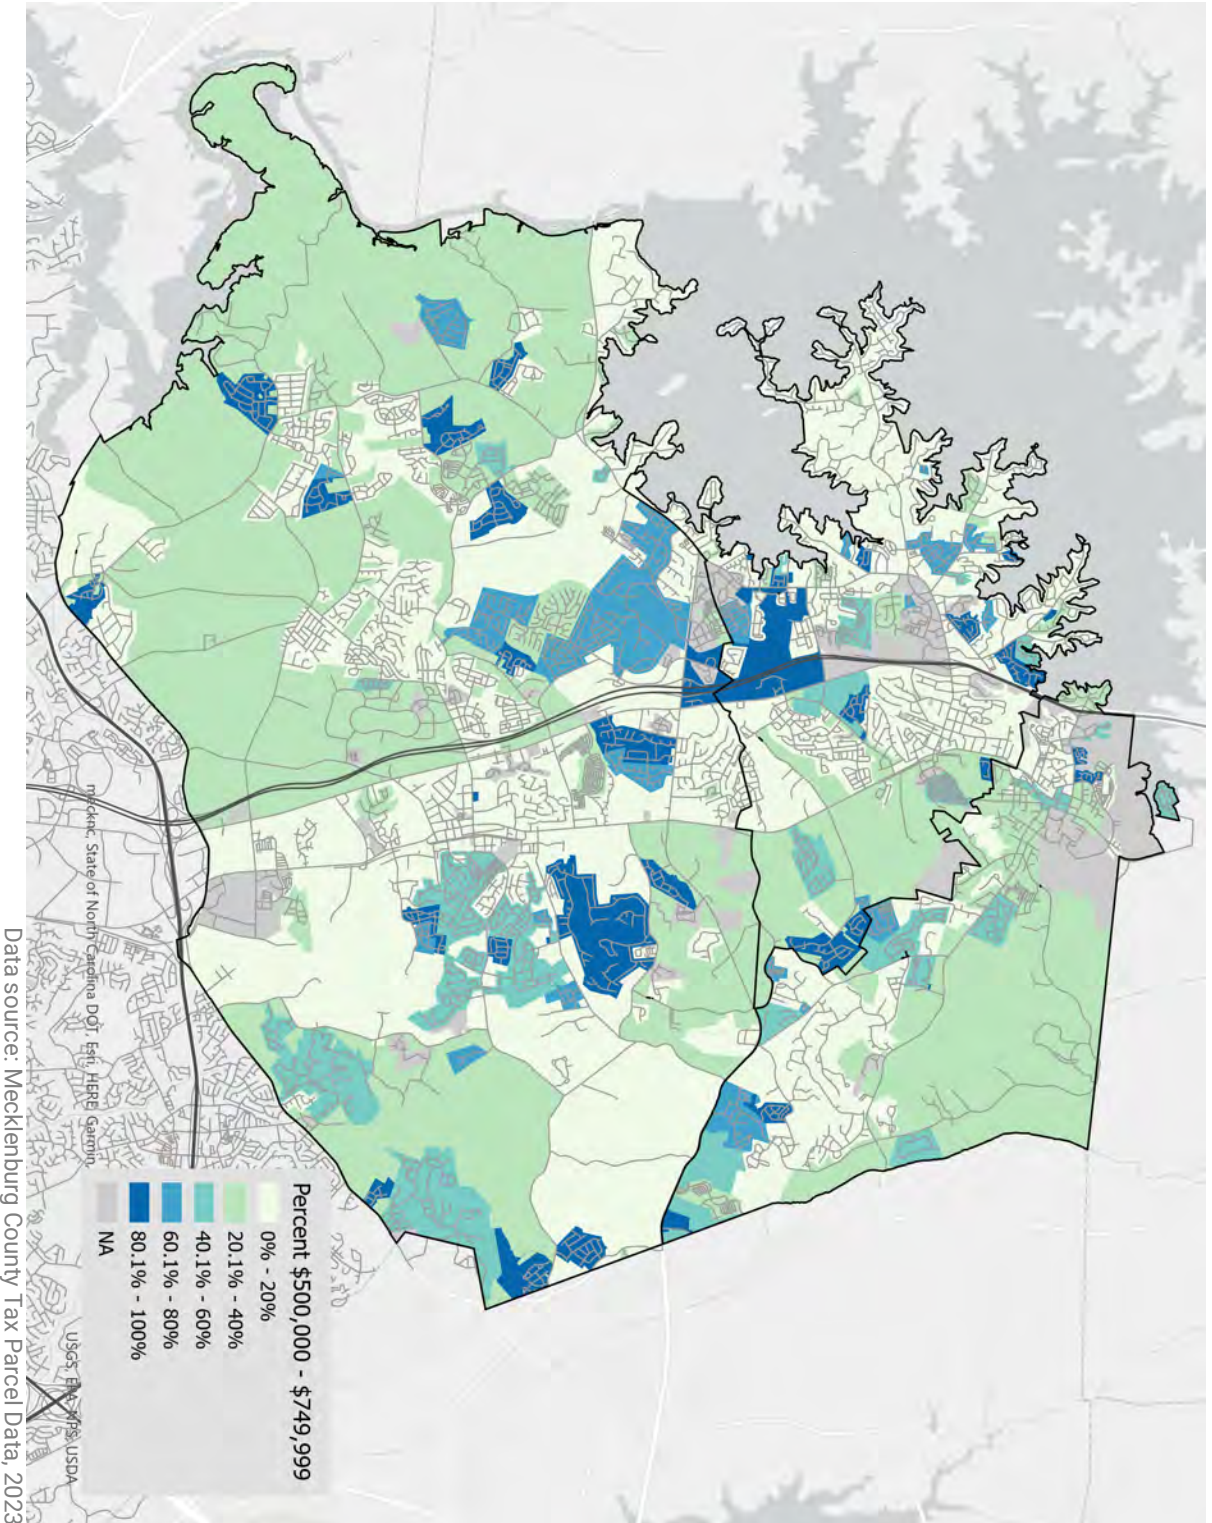 Percent $500,000 - $749,999
0% - 20%
20.1% - 40%
40.1% - 60%
60.1% - 80%
80.1% - 100%
NA
mecknc, State of North Carolina DOT, Esri, HERE, Garmin,
USGS, EPA, NPS, USDA
Data source: Mecklenburg County Tax Parcel Data, 2023